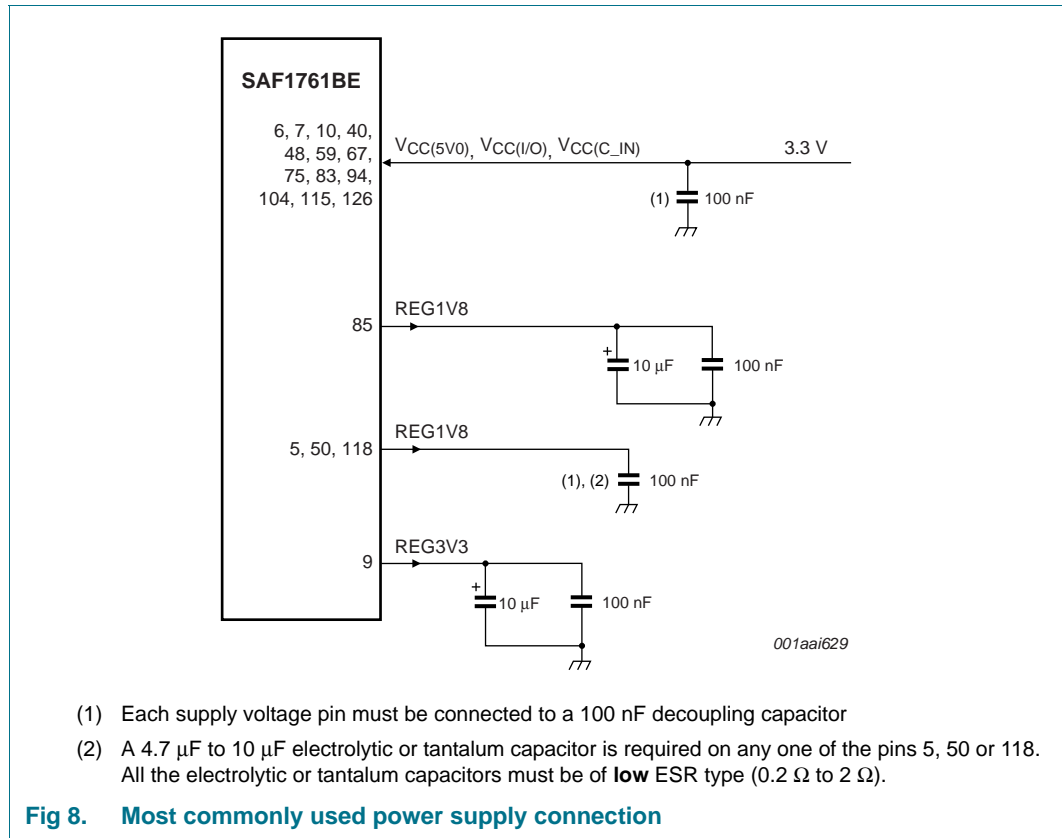 SAF1761BE
6, 7, 10, 40,
48, 59, 67,
75, 83, 94,
104, 115, 126
VCC(5V0), VCC(I/O), VCC(C_IN)
3.3 V
(1)
100 nF
85
REG1V8
+
10 μF
100 nF
5, 50, 118
REG1V8
(1), (2)
100 nF
9
REG3V3
+
10 μF
100 nF
001aai629
(1) Each supply voltage pin must be connected to a 100 nF decoupling capacitor
(2) A 4.7 μF to 10 μF electrolytic or tantalum capacitor is required on any one of the pins 5, 50 or 118.
All the electrolytic or tantalum capacitors must be of low ESR type (0.2 Ω to 2 Ω).
Fig 8. Most commonly used power supply connection